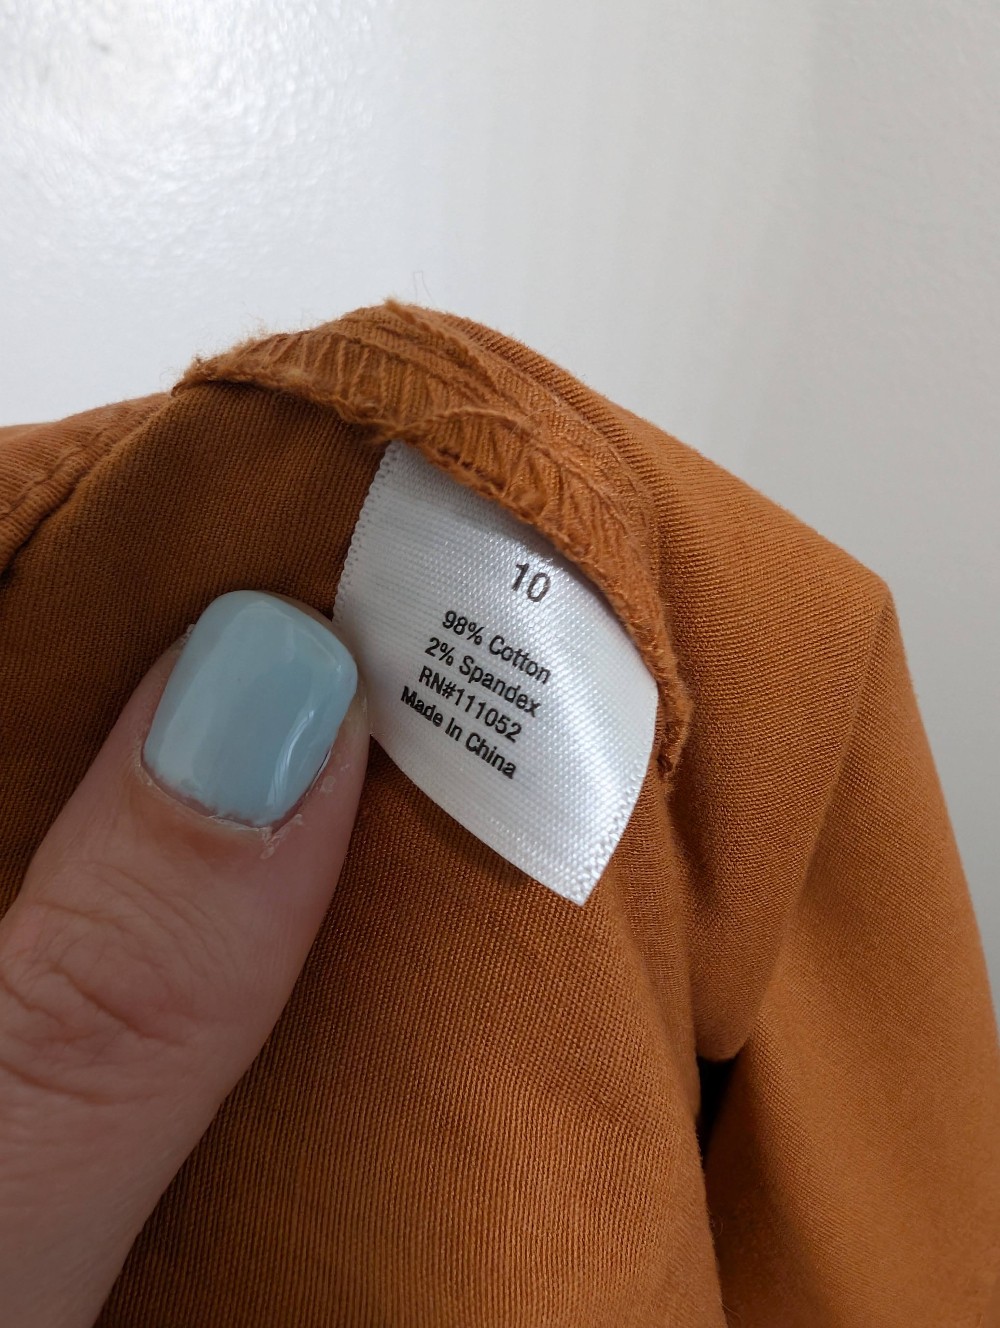 10
98% Cotton
2% Spandex
RN#111052
Made In China